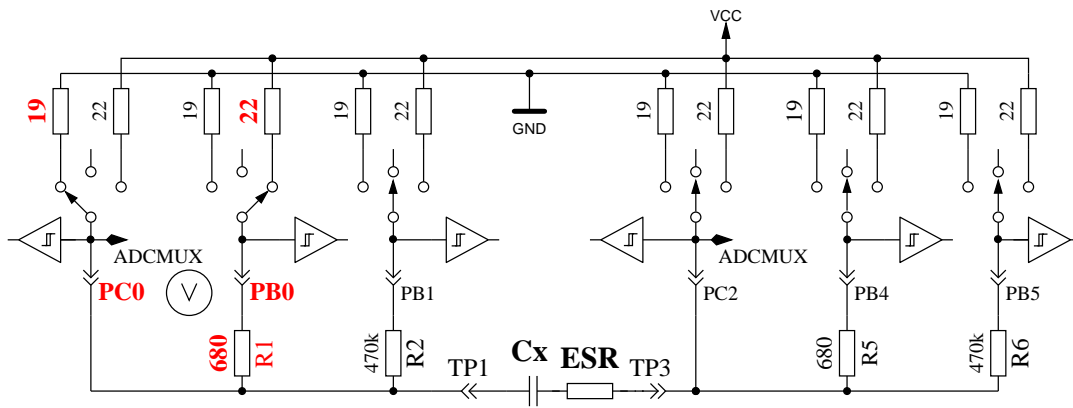 VCC
19
22
19
22
19
22
19
22
19
22
19
22
GND
ADCMUX
ADCMUX
PC0
V
PB0
PB1
PC2
PB4
PB5
680
R1
470k
R2
680
R5
470k
R6
TP1
Cx
ESR
TP3